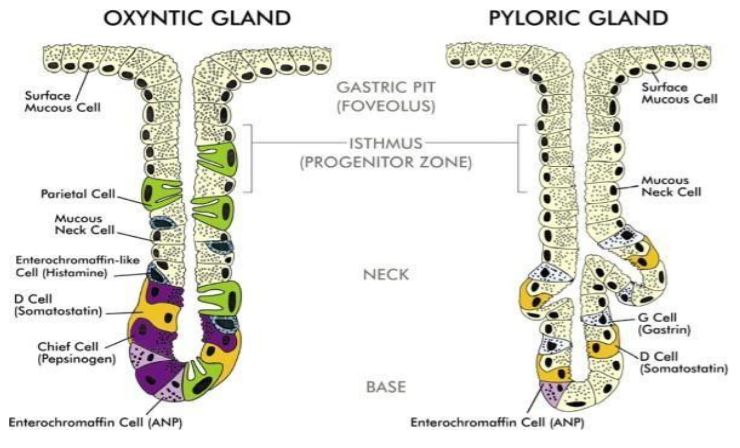 OXYNTIC GLAND
PYLORIC GLAND
Surface
Mucous Cell
GASTRIC PIT
(FOVEOLUS)
Surface
Mucous Cell
ISTHMUS
(PROGENITOR ZONE)
Parietal Cell
Mucous
Neck Cell
Mucous
Neck Cell
Enterochromaffin-like
Cell (Histamine)
NECK
D Cell
(Somatostatin)
G Cell
(Gastrin)
Chief Cell
(Pepsinogen)
D Cell
(Somatostatin)
BASE
Enterochromaffin Cell (ANP)
Enterochromaffin Cell (ANP)